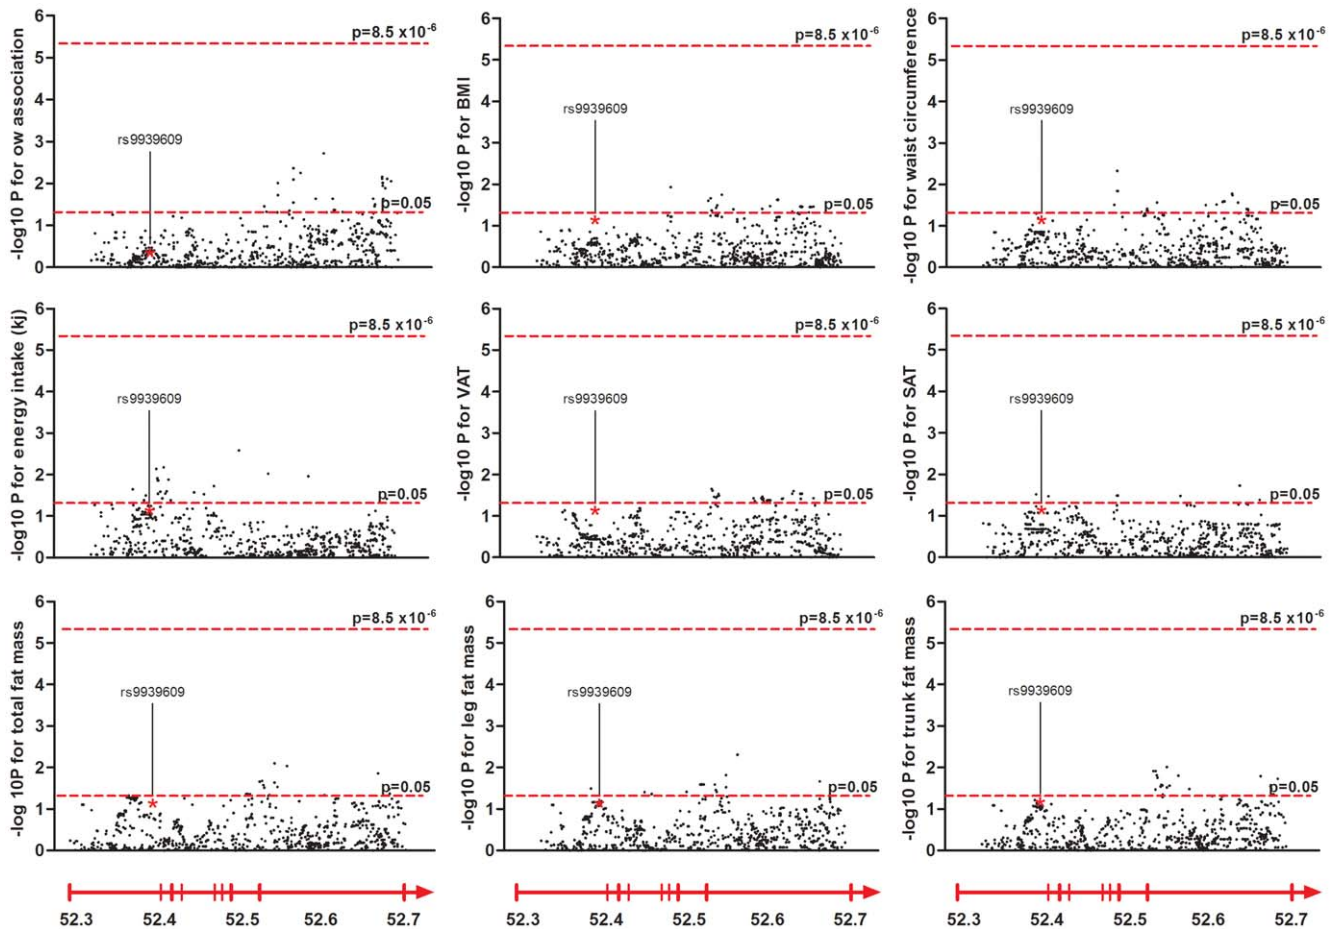 -log10 P for ow association
6
5
4
3
2
1
0
p=8.5 x10-6
rs9939609
p=0.05
-log10 P for BMI
6
5
4
3
2
1
0
p=8.5 x10-6
rs9939609
p=0.05
-log10 P for waist circumference
6
5
4
3
2
1
0
p=8.5 x10-6
rs9939609
p=0.05
-log10 P for energy intake (kj)
6
5
4
3
2
1
0
p=8.5 x10-6
rs9939609
p=0.05
-log10 P for VAT
6
5
4
3
2
1
0
p=8.5 x10-6
rs9939609
p=0.05
-log10 P for SAT
6
5
4
3
2
1
0
p=8.5 x10-6
rs9939609
p=0.05
-log 10P for total fat mass
6
5
4
3
2
1
0
p=8.5 x10-6
rs9939609
p=0.05
-log10 P for leg fat mass
6
5
4
3
2
1
0
p=8.5 x10-6
rs9939609
p=0.05
-log10 P for trunk fat mass
6
5
4
3
2
1
0
p=8.5 x10-6
rs9939609
p=0.05
52.3 52.4 52.5 52.6 52.7
52.3 52.4 52.5 52.6 52.7
52.3 52.4 52.5 52.6 52.7